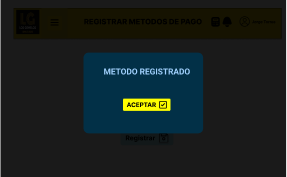 REGISTRAR METODOS DE PAGO
METODO REGISTRADO
ACEPTAR
Registrar